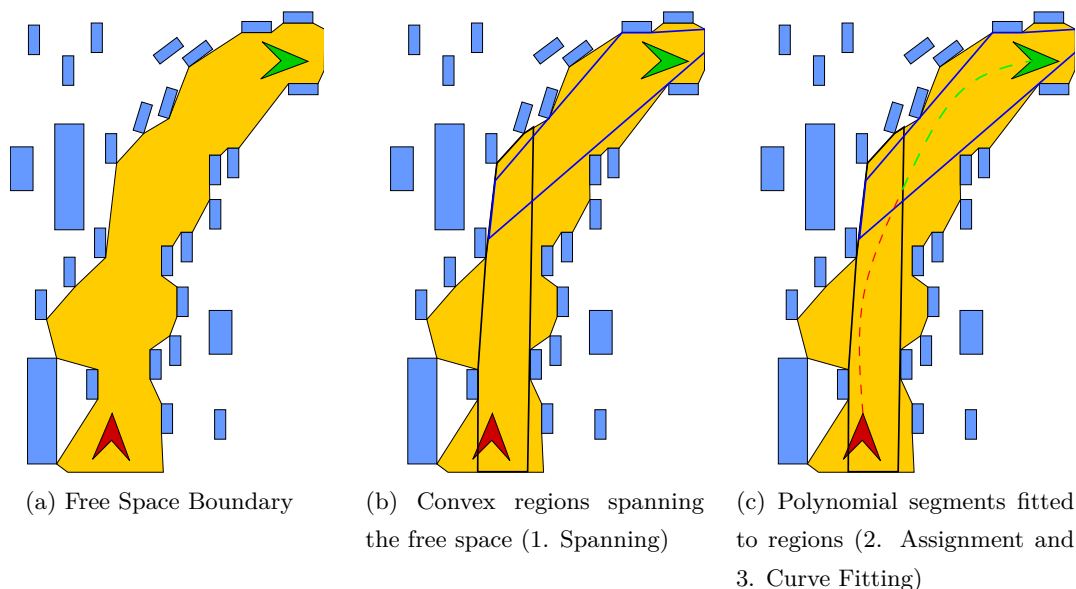 (a) Free Space Boundary
(b) Convex regions spanning
the free space (1. Spanning)
(c) Polynomial segments fitted
to regions (2. Assignment and
3. Curve Fitting)